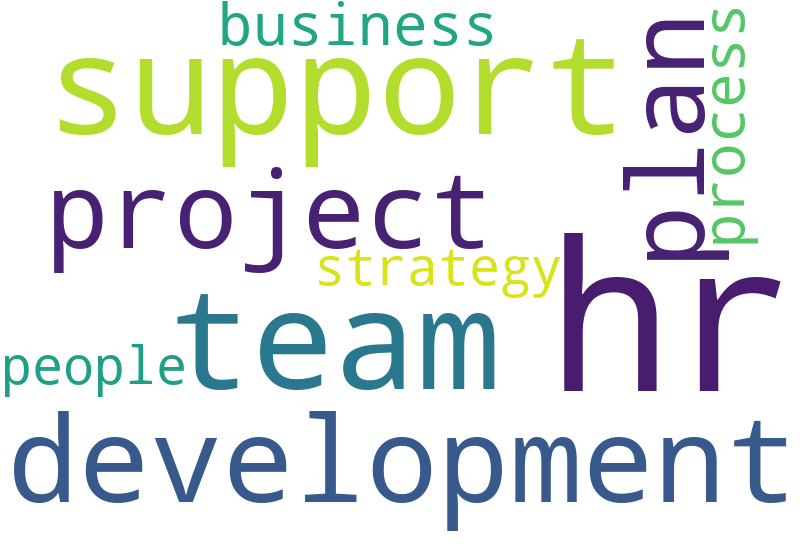 business
support
plan
process
project
strategy
hr
team
people
development